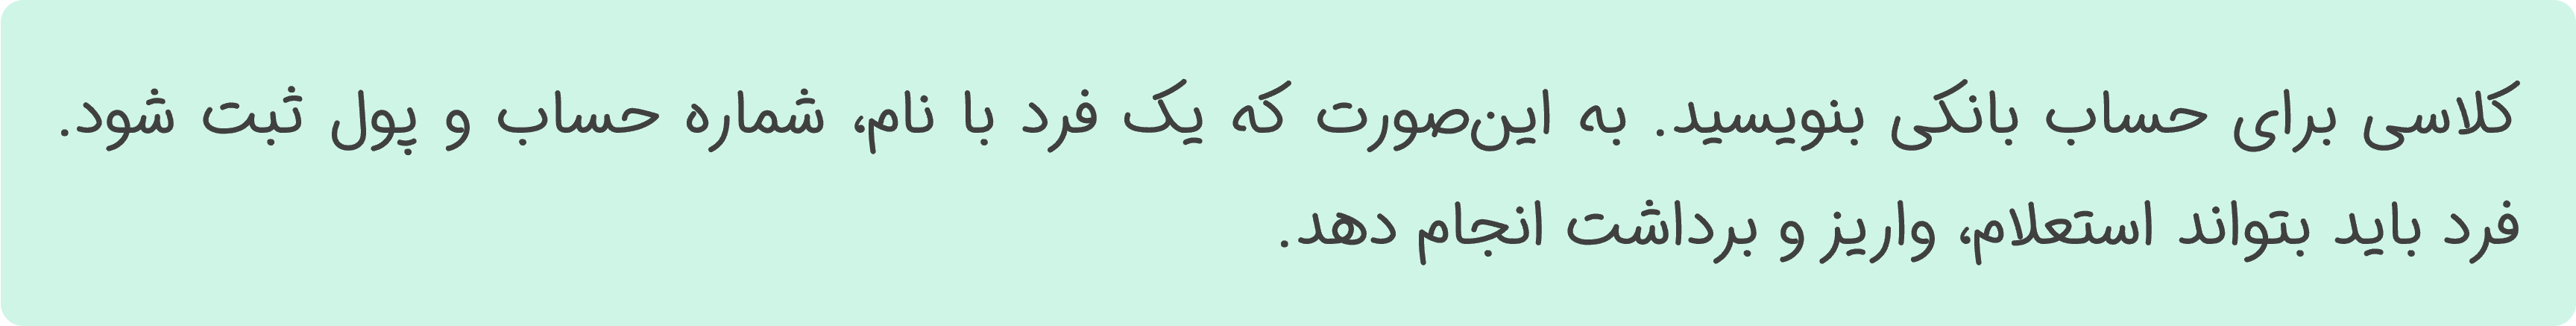 کلاسی برای حساب بانکی بنویسید. به این‌صورت که یک فرد با نام، شماره حساب و پول ثبت شود.
فرد باید بتواند استعلام، واریز و برداشت انجام دهد.